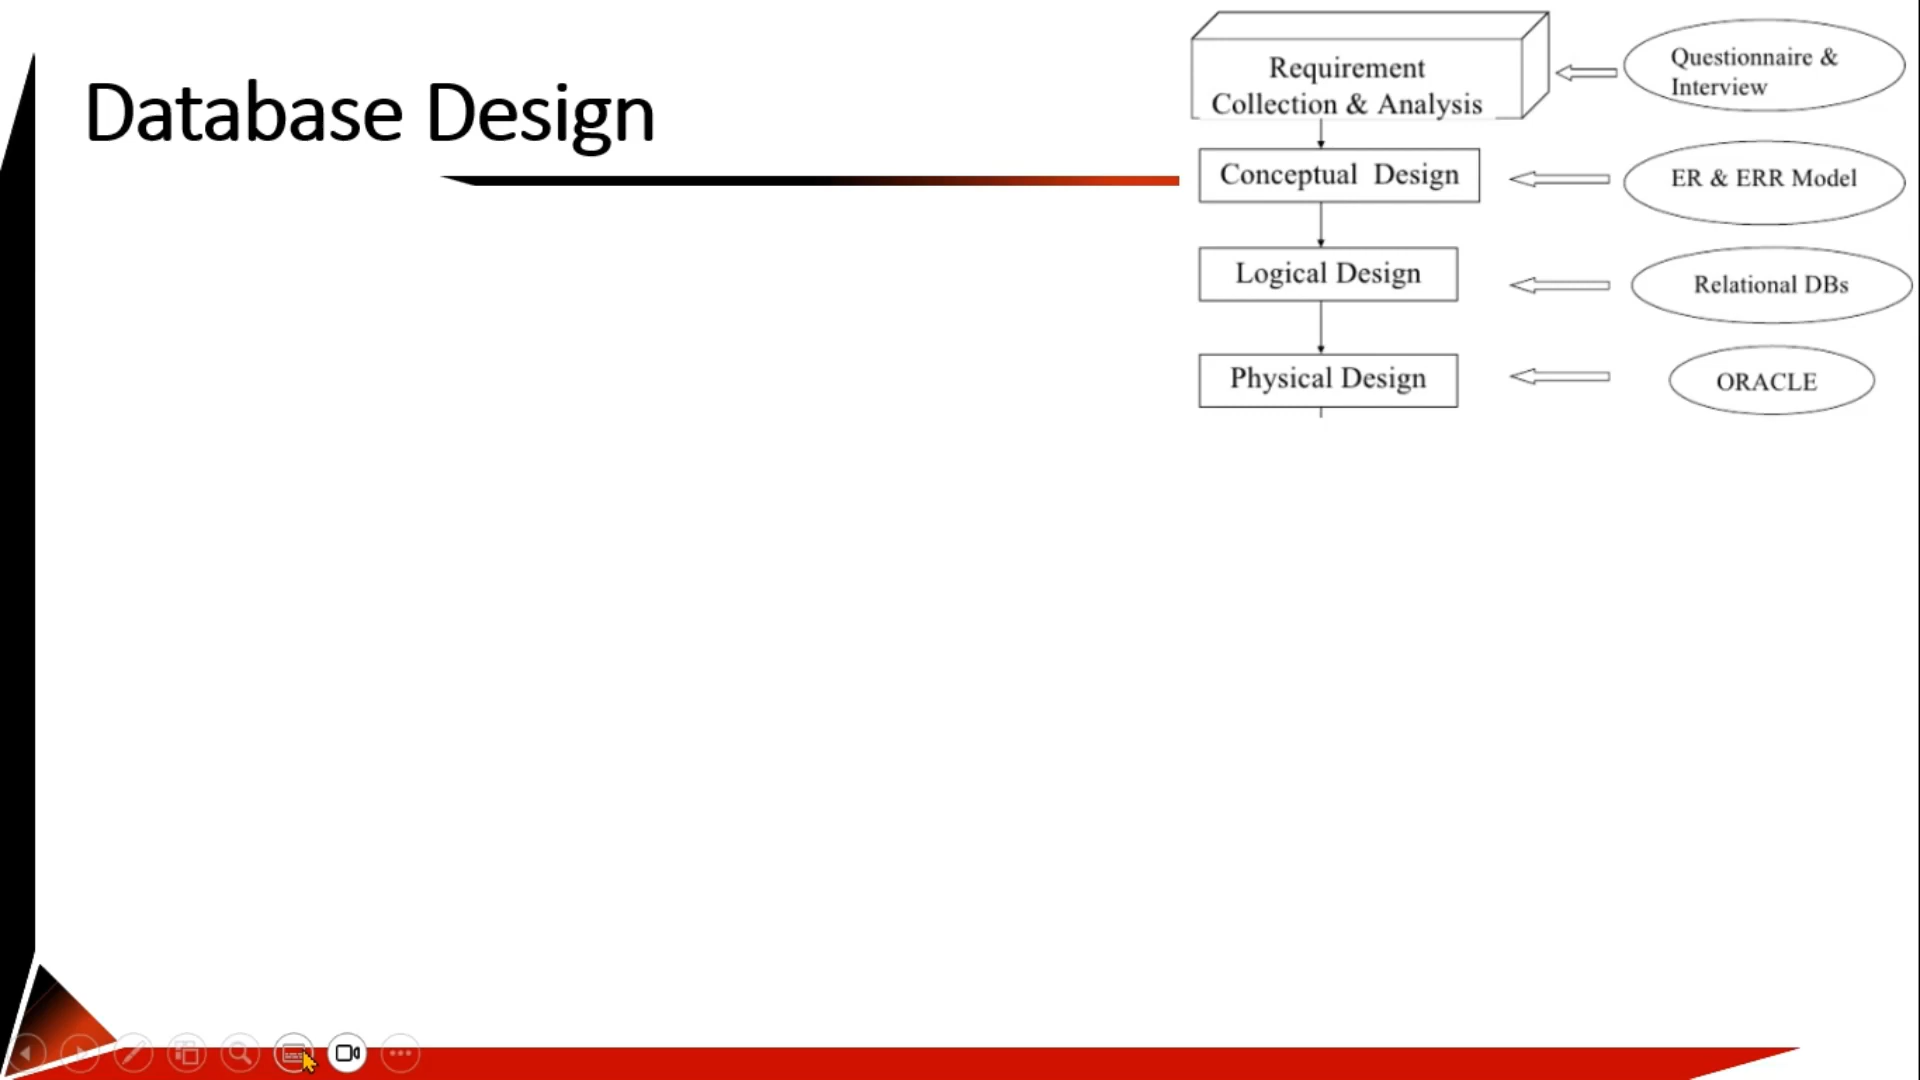 Database Design
Requirement
Collection & Analysis
Questionnaire &
Interview
Conceptual Design
ER & ERR Model
Logical Design
Relational DBs
Physical Design
ORACLE